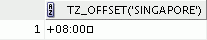 TZ_OFFSET('SINGAPORE')
1 +08:00□